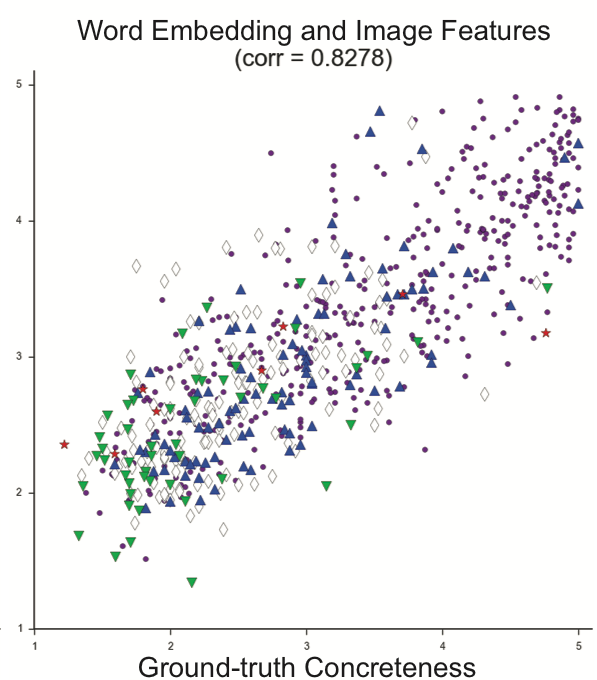 Word Embedding and Image Features
(corr = 0.8278)
5
4
3
2
1
1 2 3 4 5
Ground-truth Concreteness